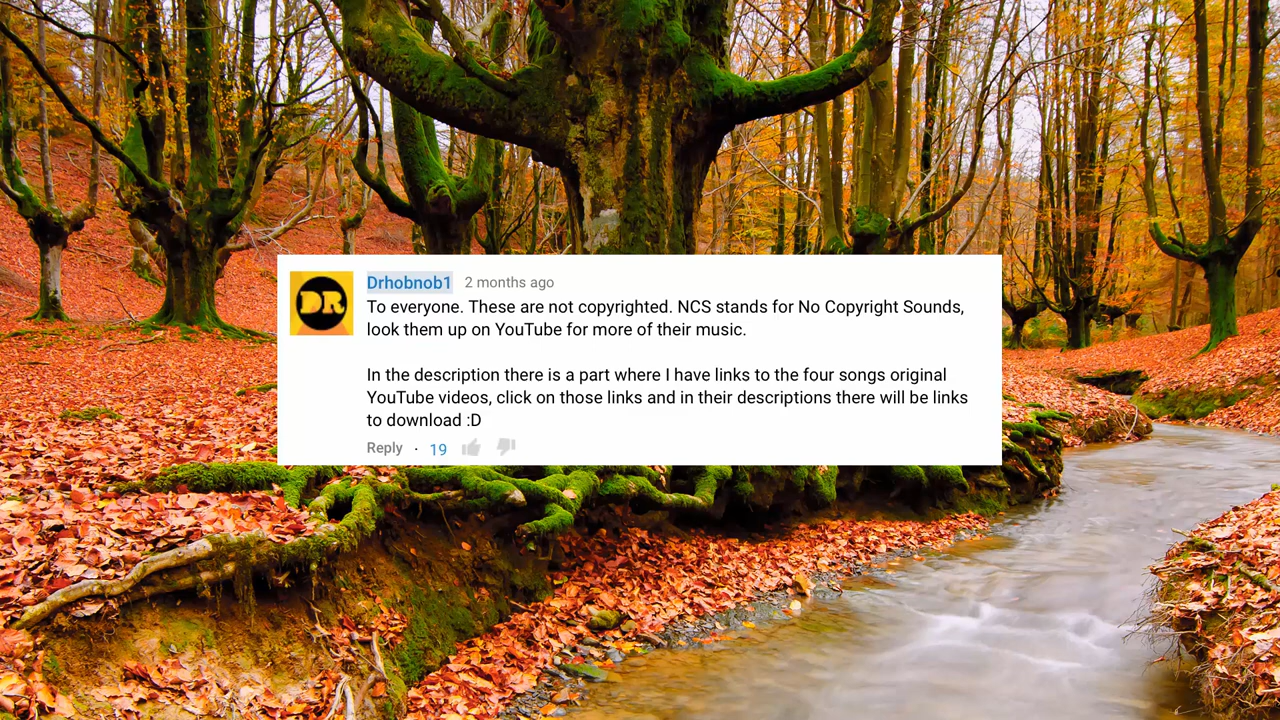 DR
Drhobnob1 2 months ago
To everyone. These are not copyrighted. NCS stands for No Copyright Sounds,
look them up on YouTube for more of their music.
In the description there is a part where I have links to the four songs original
YouTube videos, click on those links and in their descriptions there will be links
to download :D
Reply · 19